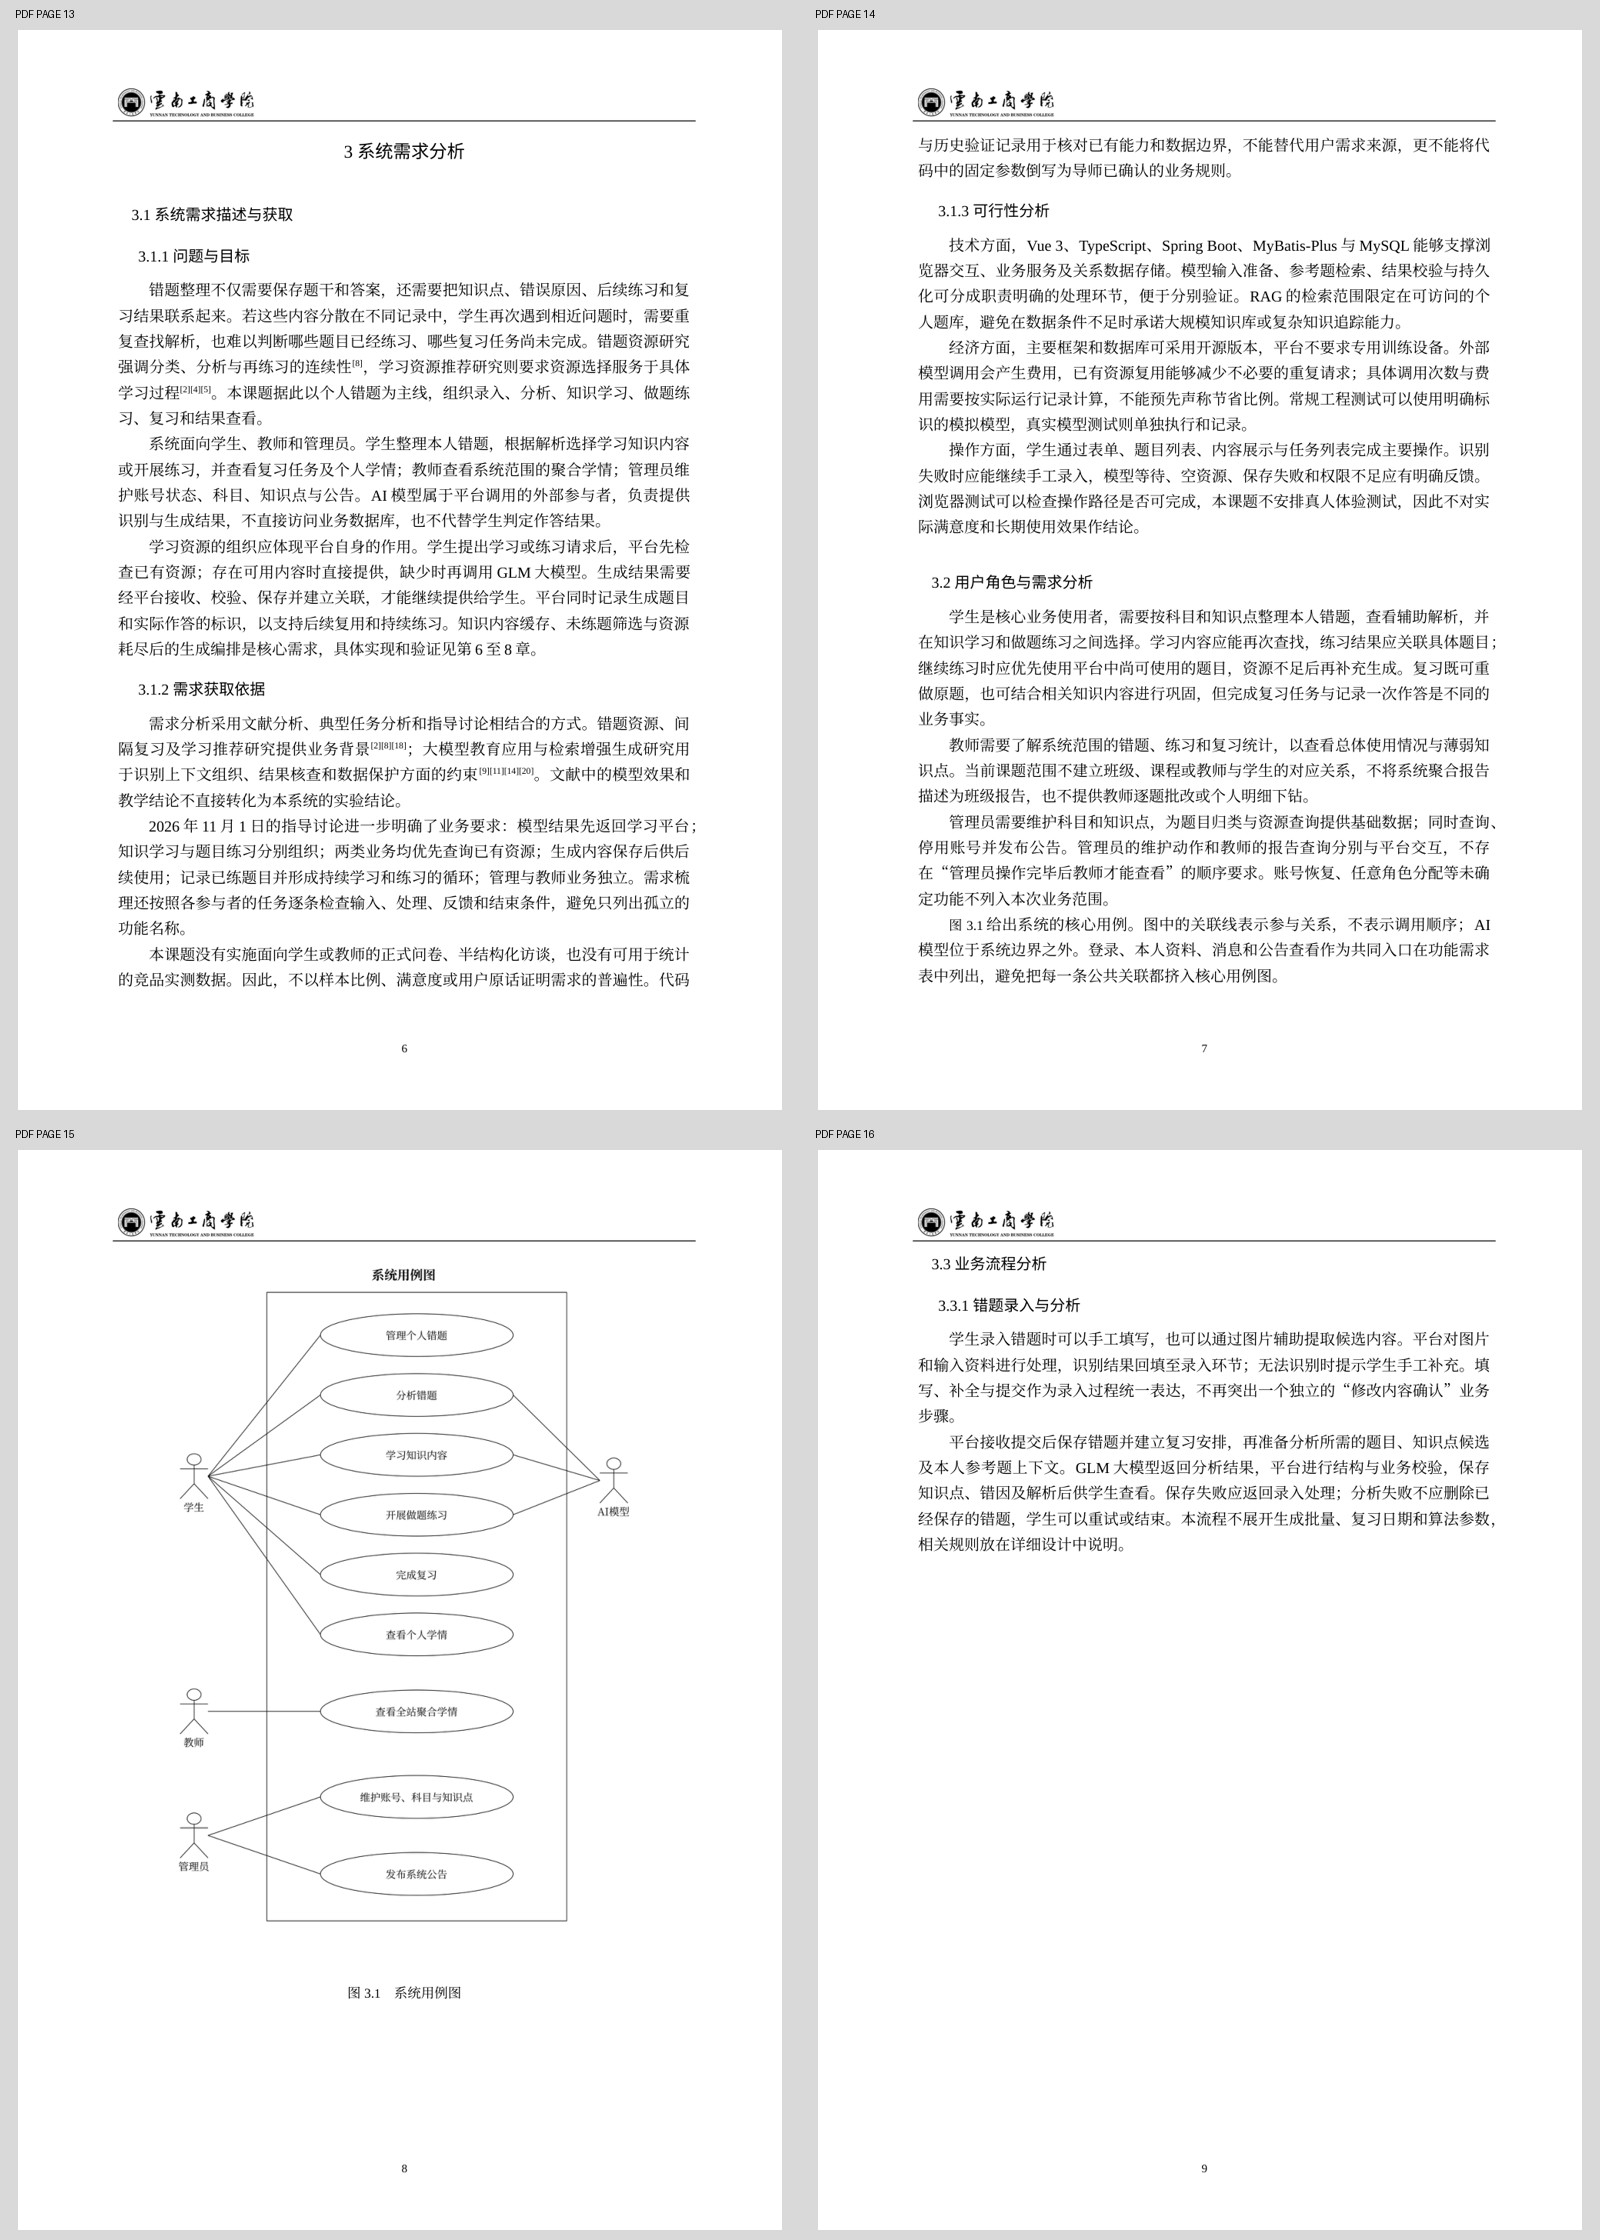 PDF PAGE 13
雲南工商學院
YUNNAN TECHNOLOGY AND BUSINESS COLLEGE
3 系统需求分析
3.1 系统需求描述与获取
3.1.1 问题与目标
错题整理不仅需要保存题干和答案，还需要把知识点、错误原因、后续练习和复
习结果联系起来。若这些内容分散在不同记录中，学生再次遇到相近问题时，需要重
复查找解析，也难以判断哪些题目已经练习、哪些复习任务尚未完成。错题资源研究
强调分类、分析与再练习的连续性[8]，学习资源推荐研究则要求资源选择服务于具体
学习过程[2][4][5]。本课题据此以个人错题为主线，组织录入、分析、知识学习、做题练
习、复习和结果查看。
系统面向学生、教师和管理员。学生整理本人错题，根据解析选择学习知识内容
或开展练习，并查看复习任务及个人学情；教师查看系统范围的聚合学情；管理员维
护账号状态、科目、知识点与公告。AI 模型属于平台调用的外部参与者，负责提供
识别与生成结果，不直接访问业务数据库，也不代替学生判定作答结果。
学习资源的组织应体现平台自身的作用。学生提出学习或练习请求后，平台先检
查已有资源；存在可用内容时直接提供，缺少时再调用 GLM 大模型。生成结果需要
经平台接收、校验、保存并建立关联，才能继续提供给学生。平台同时记录生成题目
和实际作答的标识，以支持后续复用和持续练习。知识内容缓存、未练题筛选与资源
耗尽后的生成编排是核心需求，具体实现和验证见第 6 至 8 章。
3.1.2 需求获取依据
需求分析采用文献分析、典型任务分析和指导讨论相结合的方式。错题资源、间
隔复习及学习推荐研究提供业务背景[2][8][18]；大模型教育应用与检索增强生成研究用
于识别上下文组织、结果核查和数据保护方面的约束[9][11][14][20]。文献中的模型效果和
教学结论不直接转化为本系统的实验结论。
2026 年 11 月 1 日的指导讨论进一步明确了业务要求：模型结果先返回学习平台；
知识学习与题目练习分别组织；两类业务均优先查询已有资源；生成内容保存后供后
续使用；记录已练题目并形成持续学习和练习的循环；管理与教师业务独立。需求梳
理还按照各参与者的任务逐条检查输入、处理、反馈和结束条件，避免只列出孤立的
功能名称。
本课题没有实施面向学生或教师的正式问卷、半结构化访谈，也没有可用于统计
的竞品实测数据。因此，不以样本比例、满意度或用户原话证明需求的普遍性。代码
6
PDF PAGE 14
雲南工商學院
YUNNAN TECHNOLOGY AND BUSINESS COLLEGE
与历史验证记录用于核对已有能力和数据边界，不能替代用户需求来源，更不能将代
码中的固定参数倒写为导师已确认的业务规则。
3.1.3 可行性分析
技术方面，Vue 3、TypeScript、Spring Boot、MyBatis-Plus 与 MySQL 能够支撑浏
览器交互、业务服务及关系数据存储。模型输入准备、参考题检索、结果校验与持久
化可分成职责明确的处理环节，便于分别验证。RAG 的检索范围限定在可访问的个
人题库，避免在数据条件不足时承诺大规模知识库或复杂知识追踪能力。
经济方面，主要框架和数据库可采用开源版本，平台不要求专用训练设备。外部
模型调用会产生费用，已有资源复用能够减少不必要的重复请求；具体调用次数与费
用需要按实际运行记录计算，不能预先声称节省比例。常规工程测试可以使用明确标
识的模拟模型，真实模型测试则单独执行和记录。
操作方面，学生通过表单、题目列表、内容展示与任务列表完成主要操作。识别
失败时应能继续手工录入，模型等待、空资源、保存失败和权限不足应有明确反馈。
浏览器测试可以检查操作路径是否可完成，本课题不安排真人体验测试，因此不对实
际满意度和长期使用效果作结论。
3.2 用户角色与需求分析
学生是核心业务使用者，需要按科目和知识点整理本人错题，查看辅助解析，并
在知识学习和做题练习之间选择。学习内容应能再次查找，练习结果应关联具体题目；
继续练习时应优先使用平台中尚可使用的题目，资源不足后再补充生成。复习既可重
做原题，也可结合相关知识内容进行巩固，但完成复习任务与记录一次作答是不同的
业务事实。
教师需要了解系统范围的错题、练习和复习统计，以查看总体使用情况与薄弱知
识点。当前课题范围不建立班级、课程或教师与学生的对应关系，不将系统聚合报告
描述为班级报告，也不提供教师逐题批改或个人明细下钻。
管理员需要维护科目和知识点，为题目归类与资源查询提供基础数据；同时查询、
停用账号并发布公告。管理员的维护动作和教师的报告查询分别与平台交互，不存
在“管理员操作完毕后教师才能查看”的顺序要求。账号恢复、任意角色分配等未确
定功能不列入本次业务范围。
图 3.1 给出系统的核心用例。图中的关联线表示参与关系，不表示调用顺序；AI
模型位于系统边界之外。登录、本人资料、消息和公告查看作为共同入口在功能需求
表中列出，避免把每一条公共关联都挤入核心用例图。
7
PDF PAGE 15
雲南工商學院
YUNNAN TECHNOLOGY AND BUSINESS COLLEGE
系统用例图
管理个人错题
分析错题
学习知识内容
学生
开展做题练习
AI模型
完成复习
查看个人学情
查看全站聚合学情
教师
维护账号、科目与知识点
管理员
发布系统公告
图 3.1 系统用例图
8
PDF PAGE 16
雲南工商學院
YUNNAN TECHNOLOGY AND BUSINESS COLLEGE
3.3 业务流程分析
3.3.1 错题录入与分析
学生录入错题时可以手工填写，也可以通过图片辅助提取候选内容。平台对图片
和输入资料进行处理，识别结果回填至录入环节；无法识别时提示学生手工补充。填
写、补全与提交作为录入过程统一表达，不再突出一个独立的“修改内容确认”业务
步骤。
平台接收提交后保存错题并建立复习安排，再准备分析所需的题目、知识点候选
及本人参考题上下文。GLM 大模型返回分析结果，平台进行结构与业务校验，保存
知识点、错因及解析后供学生查看。保存失败应返回录入处理；分析失败不应删除已
经保存的错题，学生可以重试或结束。本流程不展开生成批量、复习日期和算法参数，
相关规则放在详细设计中说明。
9